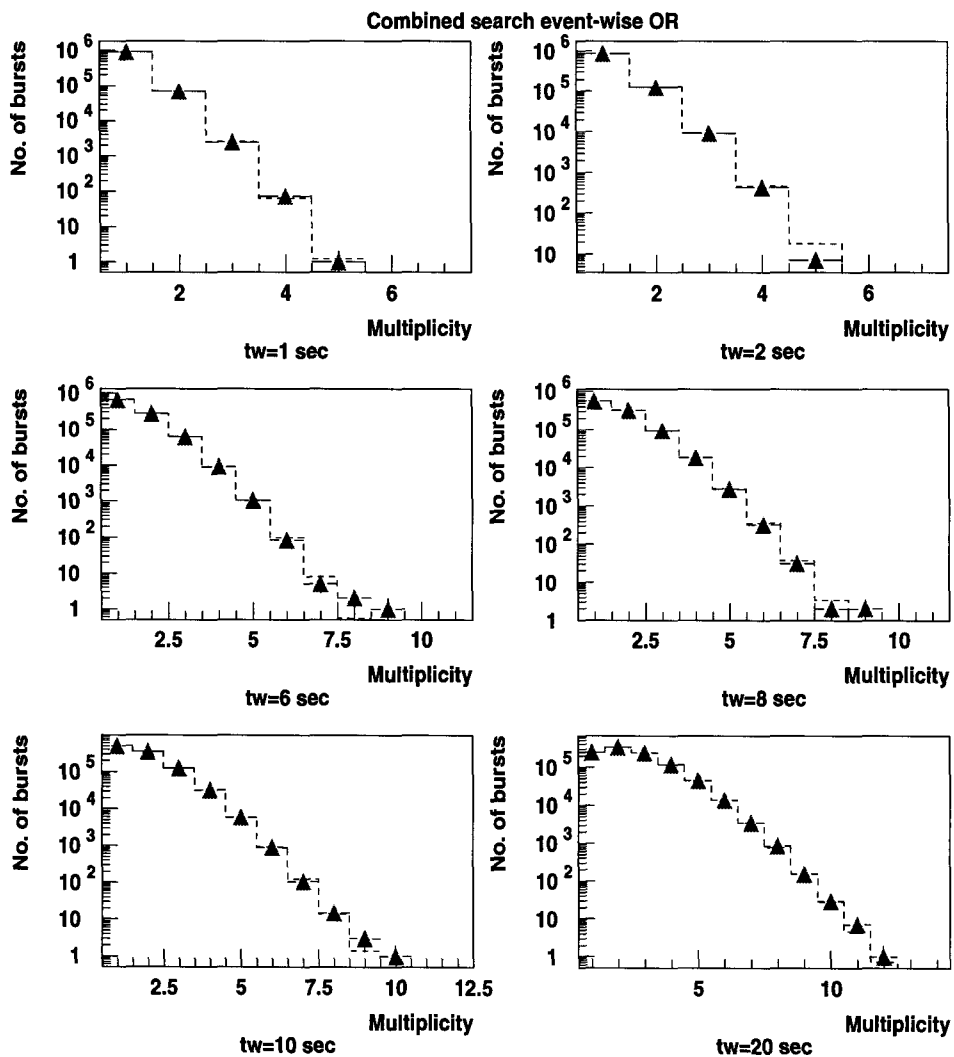 Combined search event-wise OR
No. of bursts
10 6
10 5
10 4
10 3
10 2
10
1
2 4 6
Multiplicity
tw=1 sec
No. of bursts
10 6
10 5
10 4
10 3
10 2
10
2 4 6
Multiplicity
tw=2 sec
No. of bursts
10 6
10 5
10 4
10 3
10 2
10
1
2.5 5 7.5 10
Multiplicity
tw=6 sec
No. of bursts
10 6
10 5
10 4
10 3
10 2
10
1
2.5 5 7.5 10
Multiplicity
tw=8 sec
No. of bursts
10 5
10 4
10 3
10 2
10
1
2.5 5 7.5 10 12.5
Multiplicity
tw=10 sec
No. of bursts
10 5
10 4
10 3
10 2
10
1
5 10
Multiplicity
tw=20 sec